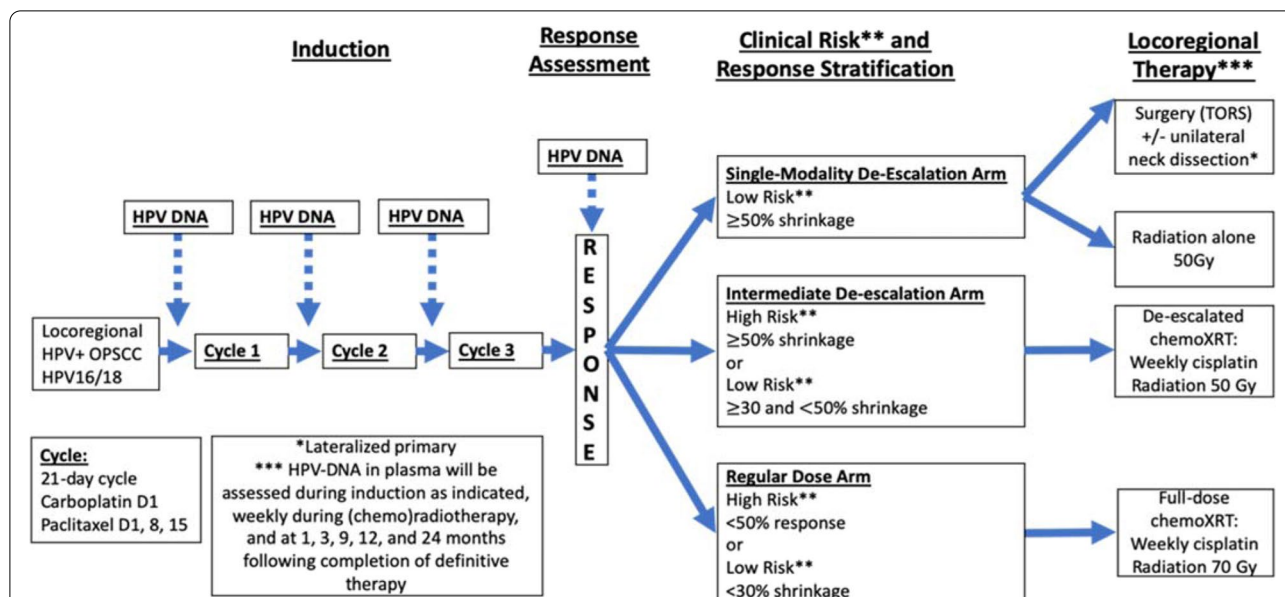 Induction
Response
Assessment
Clinical Risk** and
Response Stratification
Locoregional
Therapy***
HPV DNA
HPV DNA
HPV DNA
HPV DNA
Locoregional
HPV+ OPSCC
HPV16/18
Cycle 1
Cycle 2
Cycle 3
RESPONSE
Single-Modality De-Escalation Arm
Low Risk**
≥50% shrinkage
Surgery (TORS)
+/- unilateral
neck dissection*
Radiation alone
50Gy
Intermediate De-escalation Arm
High Risk**
≥50% shrinkage
or
Low Risk**
≥30 and <50% shrinkage
De-escalated
chemoXRT:
Weekly cisplatin
Radiation 50 Gy
Regular Dose Arm
High Risk**
<50% response
or
Low Risk**
<30% shrinkage
Full-dose
chemoXRT:
Weekly cisplatin
Radiation 70 Gy
Cycle:
21-day cycle
Carboplatin D1
Paclitaxel D1, 8, 15
*Lateralized primary
*** HPV-DNA in plasma will be
assessed during induction as indicated,
weekly during (chemo)radiotherapy,
and at 1, 3, 9, 12, and 24 months
following completion of definitive
therapy